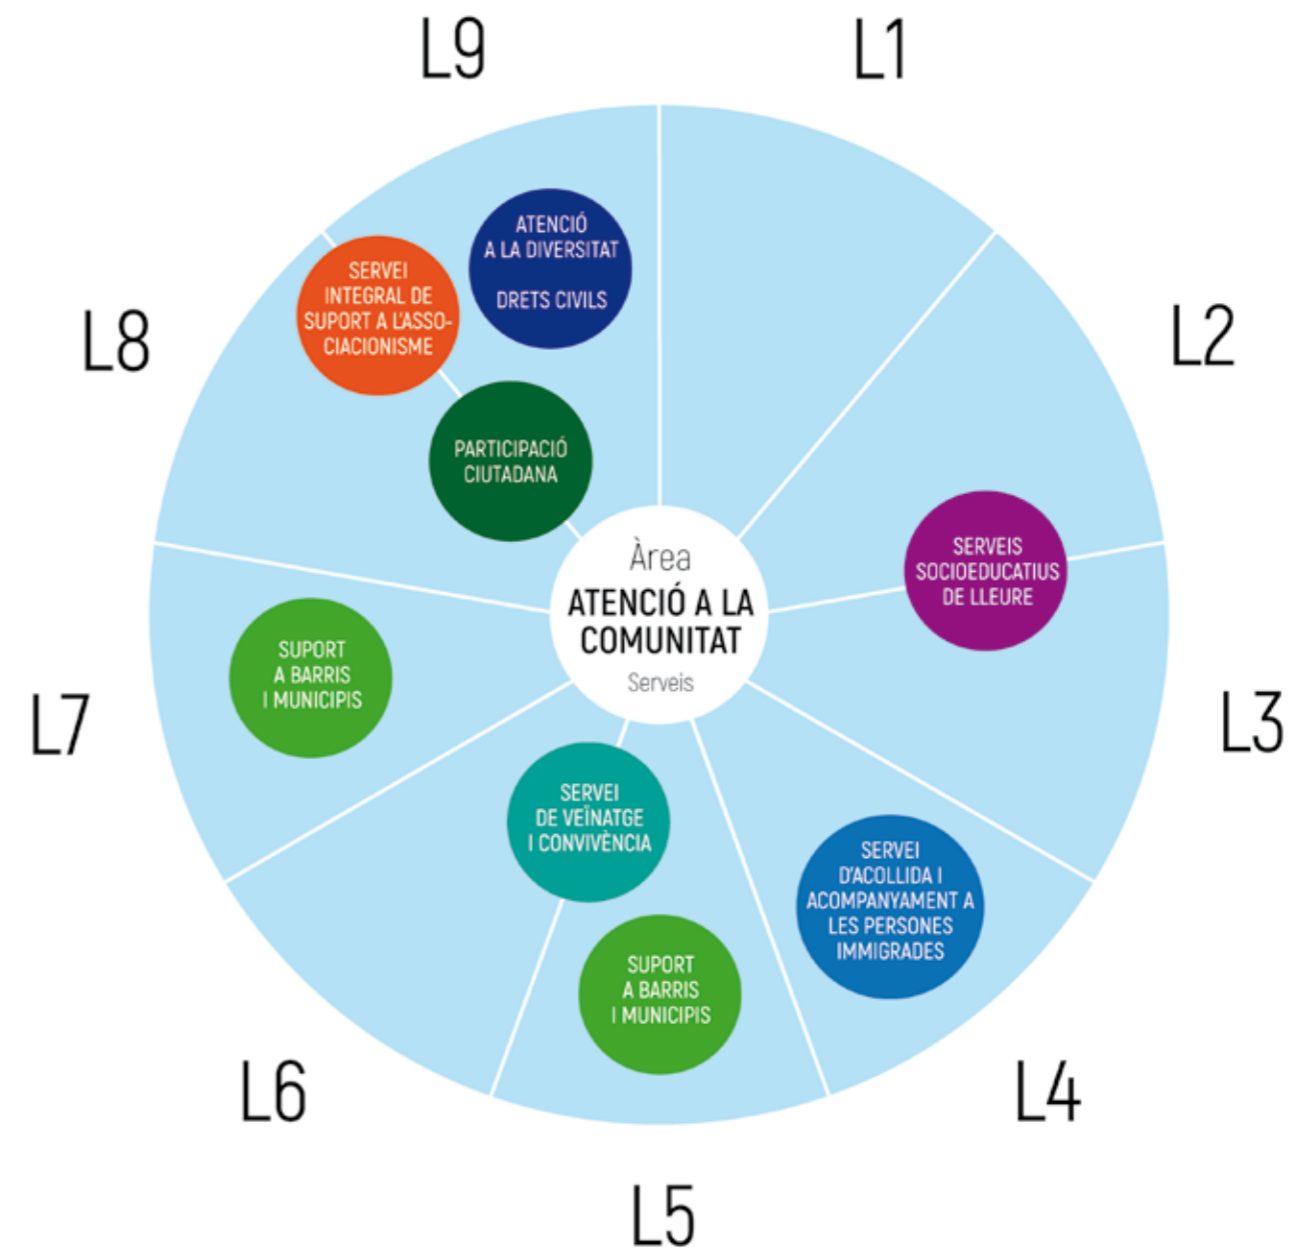 L9
L1
ATENCIÓ
A LA DIVERSITAT
DRETS CIVILS
SERVEI
INTEGRAL DE
SUPORT A L'ASSO-
CIACIONISME
L8
L2
PARTICIPACIÓ
CIUTADANA
SERVEIS
SOCIOEDUCATIUS
DE LLEURE
Àrea
ATENCIÓ A LA
COMUNITAT
Serveis
SUPORT
A BARRIS
I MUNICIPIS
L7
L3
SERVEI
DE VEÏNATGE
I CONVIVÈNCIA
SERVEI
D'ACOLLIDA I
ACOMPANYAMENT A
LES PERSONES
IMMIGRADES
SUPORT
A BARRIS
I MUNICIPIS
L6
L4
L5